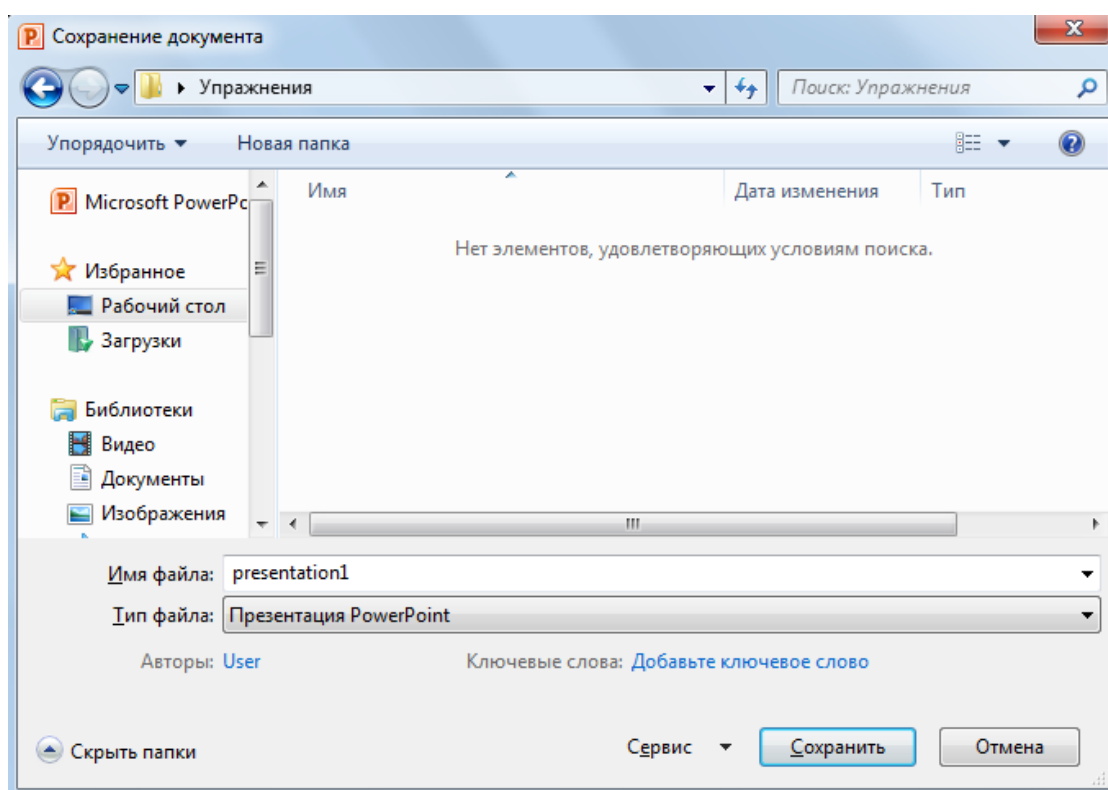 Сохранение документа
Упражнения
Поиск: Упражнения
Упорядочить
Новая папка
Имя
Дата изменения
Тип
Microsoft PowerPc
Нет элементов, удовлетворяющих условиям поиска.
Избранное
Рабочий стол
Загрузки
Библиотеки
Видео
Документы
Изображения
Имя файла: presentation1
Тип файла: Презентация PowerPoint
Авторы: User
Ключевые слова: Добавьте ключевое слово
Скрыть папки
Сервис
Сохранить
Отмена